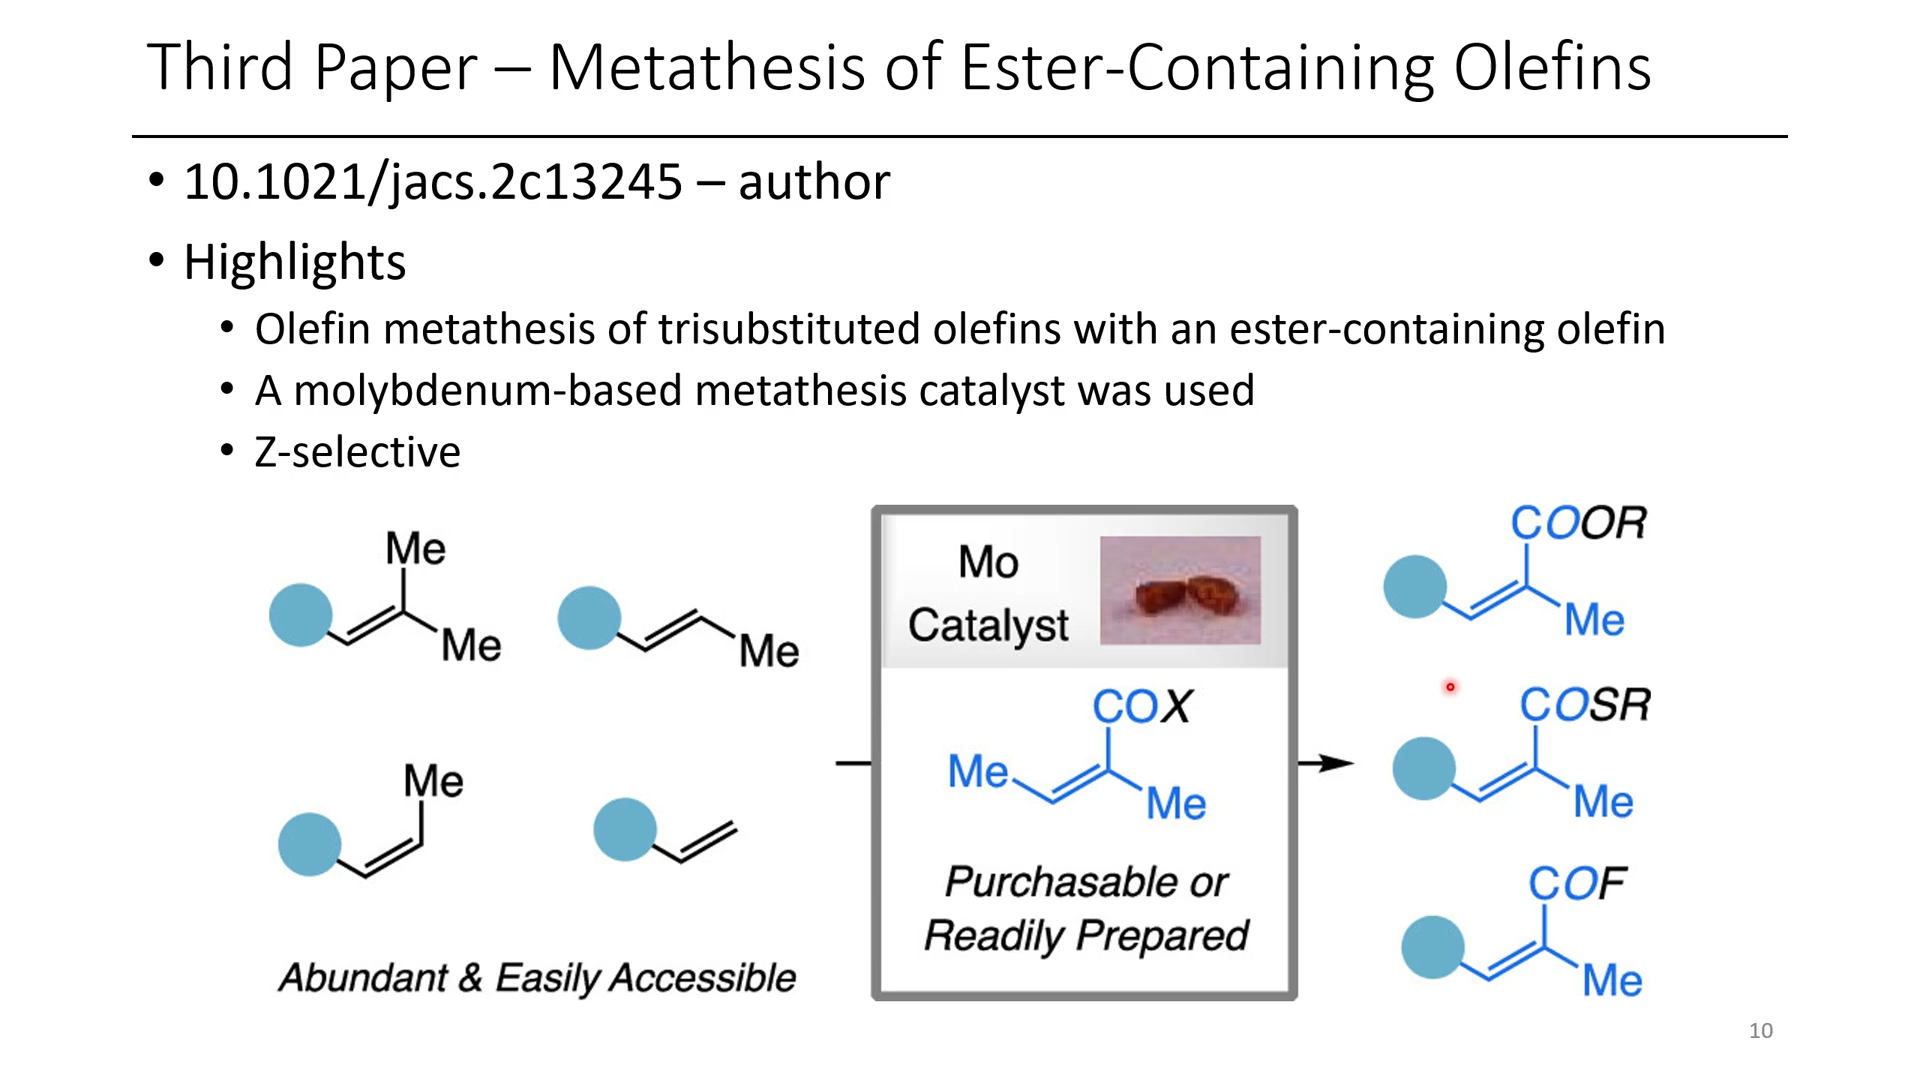 Third Paper – Metathesis of Ester-Containing Olefins
• 10.1021/jacs.2c13245 – author
• Highlights
• Olefin metathesis of trisubstituted olefins with an ester-containing olefin
• A molybdenum-based metathesis catalyst was used
• Z-selective
Me
Me
Me
Me
Abundant & Easily Accessible
Mo
Catalyst
COX
Me
Me
Purchasable or
Readily Prepared
COOR
Me
COSR
Me
COF
Me
10